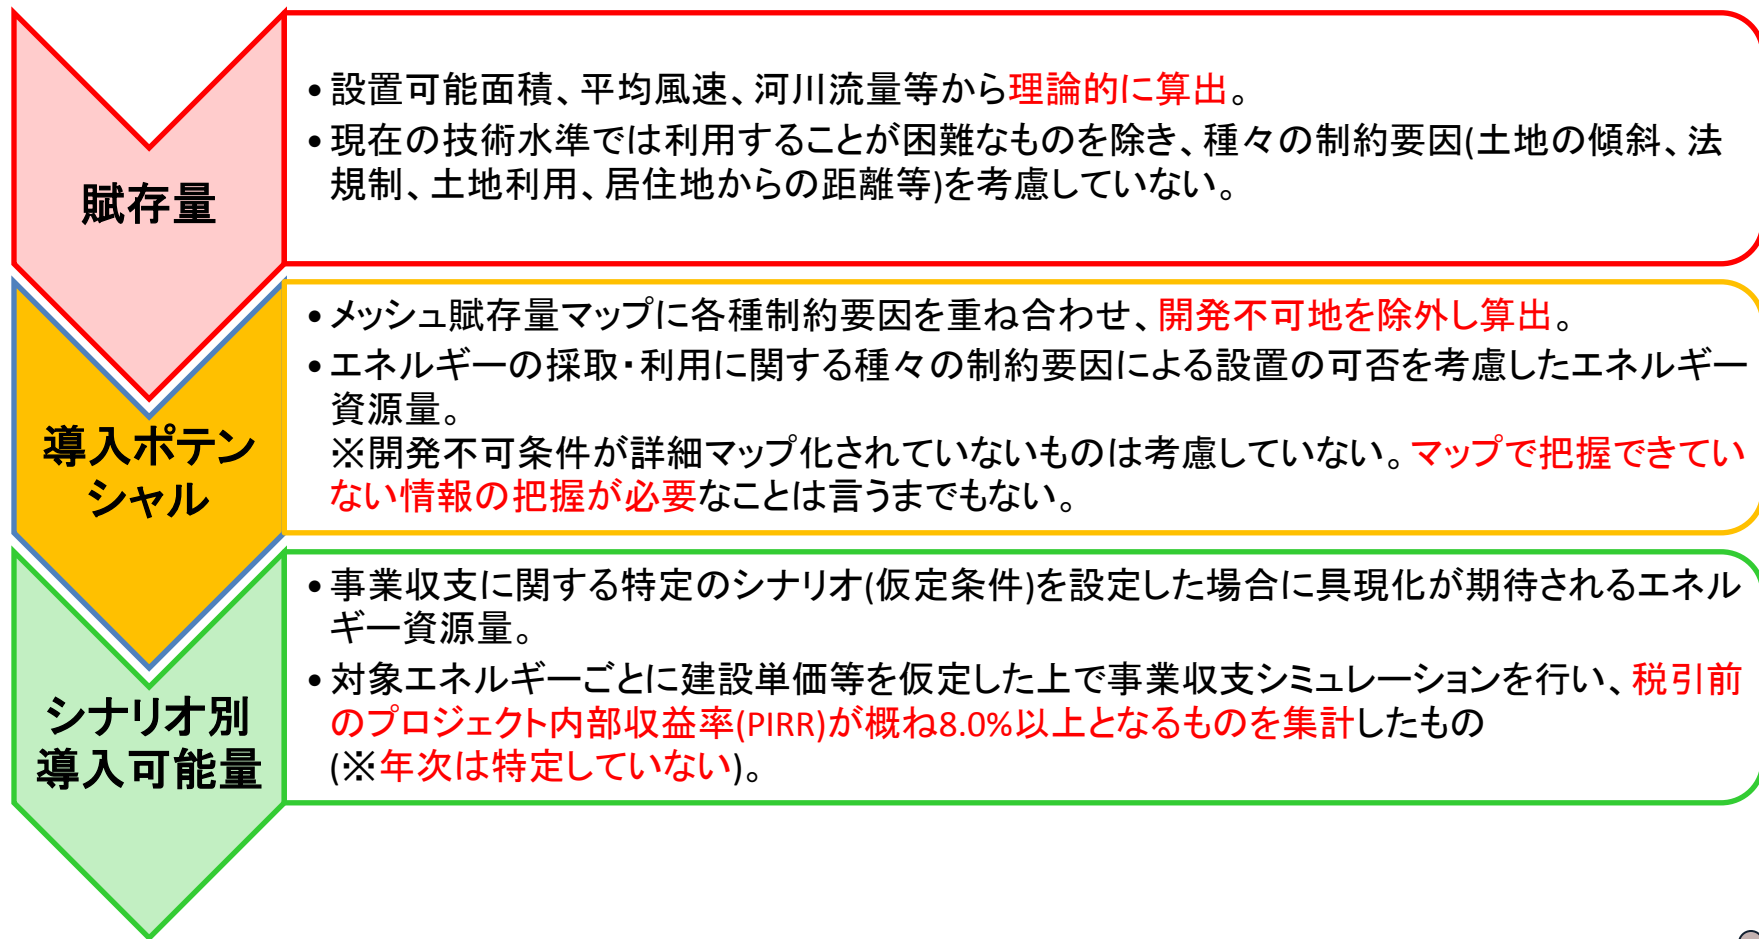 賦存量
•設置可能面積、平均風速、河川流量等から理論的に算出。
•現在の技術水準では利用することが困難なものを除き、種々の制約要因(土地の傾斜、法
規制、土地利用、居住地からの距離等)を考慮していない。
導入ポテン
シャル
•メッシュ賦存量マップに各種制約要因を重ね合わせ、開発不可地を除外し算出。
•エネルギーの採取・利用に関する種々の制約要因による設置の可否を考慮したエネルギー
資源量。
※開発不可条件が詳細マップ化されていないものは考慮していない。マップで把握できてい
ない情報の把握が必要なことは言うまでもない。
シナリオ別
導入可能量
•事業収支に関する特定のシナリオ(仮定条件)を設定した場合に具現化が期待されるエネル
ギー資源量。
•対象エネルギーごとに建設単価等を仮定した上で事業収支シミュレーションを行い、税引前
のプロジェクト内部収益率(PIRR)が概ね8.0%以上となるものを集計したもの
(※年次は特定していない)。